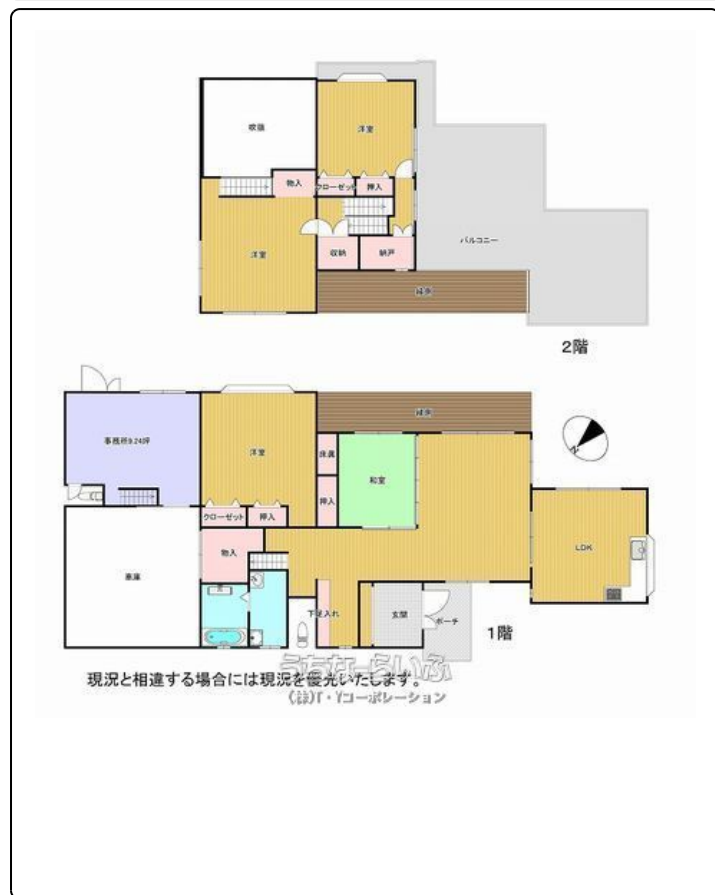 吹抜
洋室
物入
クローゼット
押入
洋室
収納
納戸
バルコニー
縁側
2階
縁側
事務所9.24坪
洋室
床the
和室
クローゼット
押入
押入
LDK
車庫
物入
下足入れ
玄関
ポーチ
1階
うちなーらいふ
現況と相違する場合には現況を優先いたします。
(株)T・Yコーポレーション